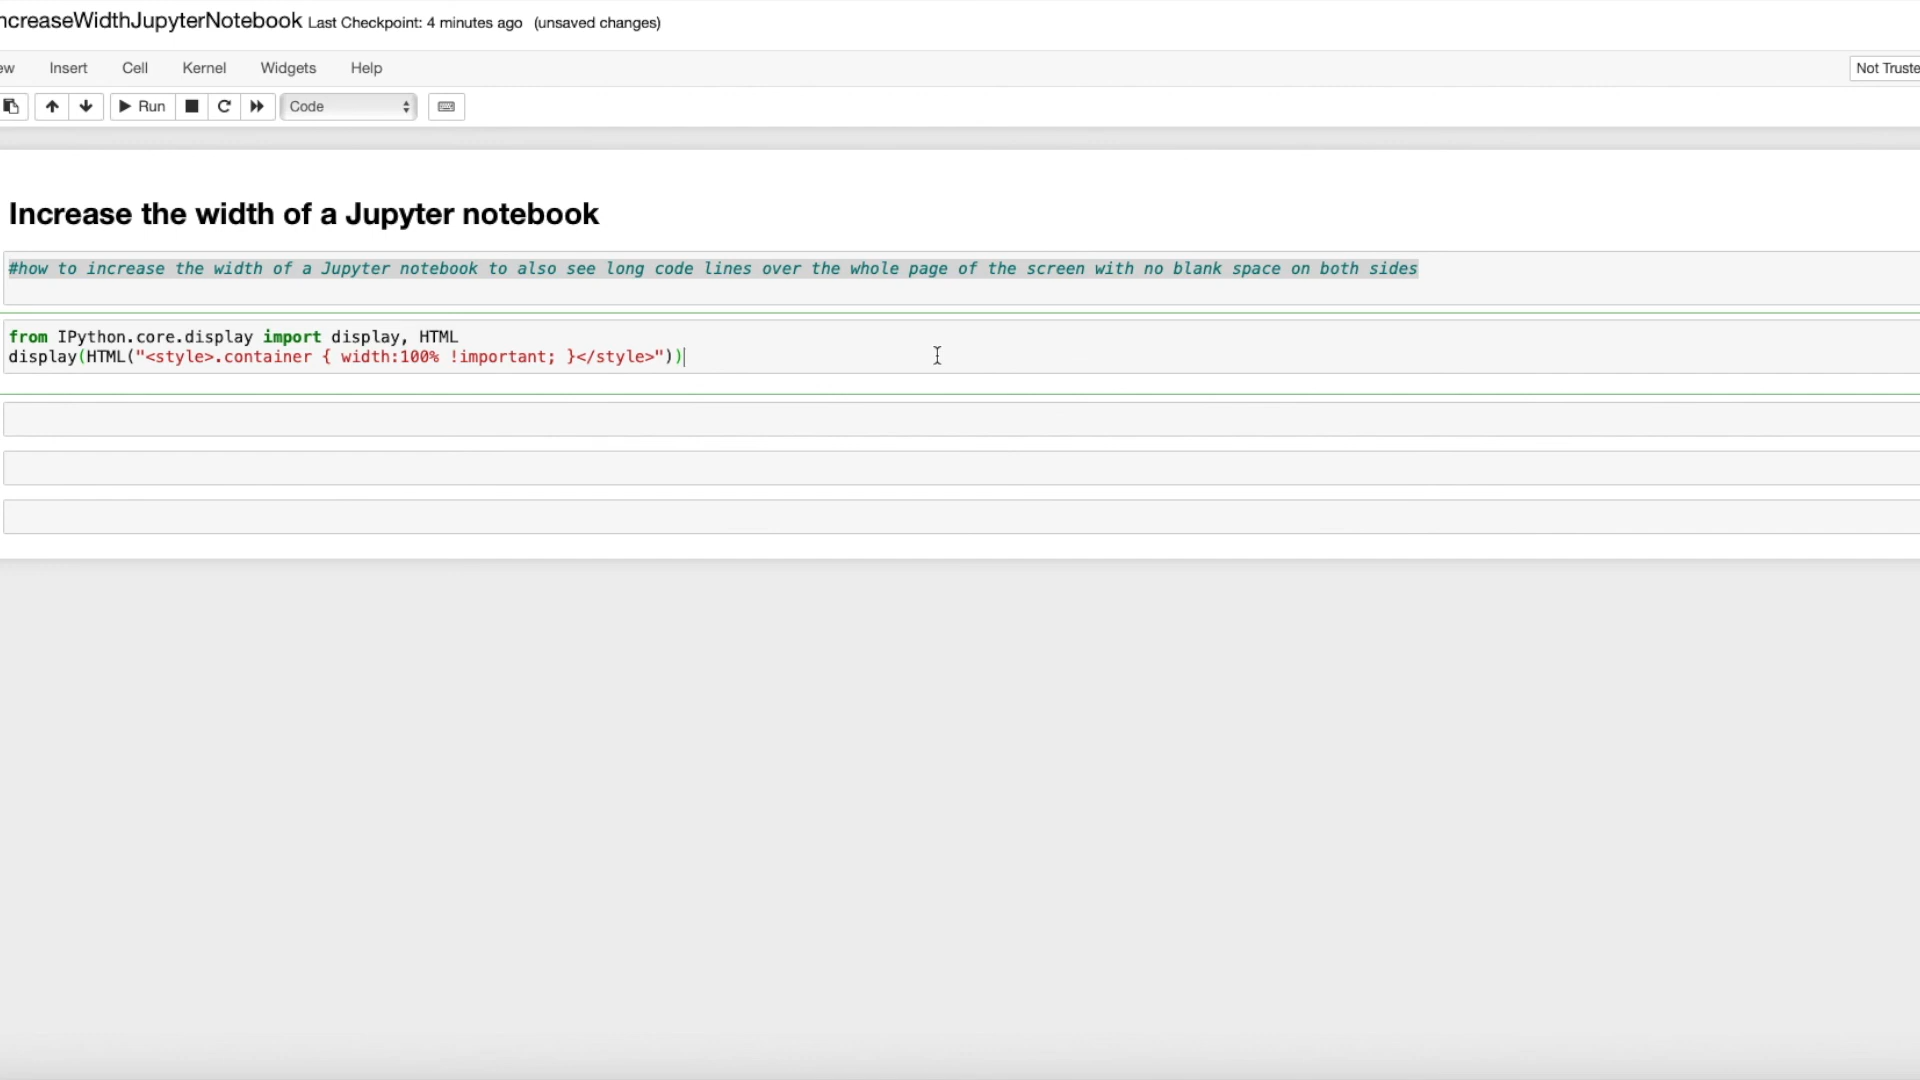 ncreaseWidthJupyterNotebook Last Checkpoint: 4 minutes ago (unsaved changes)
ew Insert Cell Kernel Widgets Help Not Truste
Run Code
Increase the width of a Jupyter notebook
#how to increase the width of a Jupyter notebook to also see long code lines over the whole page of the screen with no blank space on both sides
from IPython.core.display import display, HTML
display(HTML("<style>.container { width:100% !important; }</style>"))